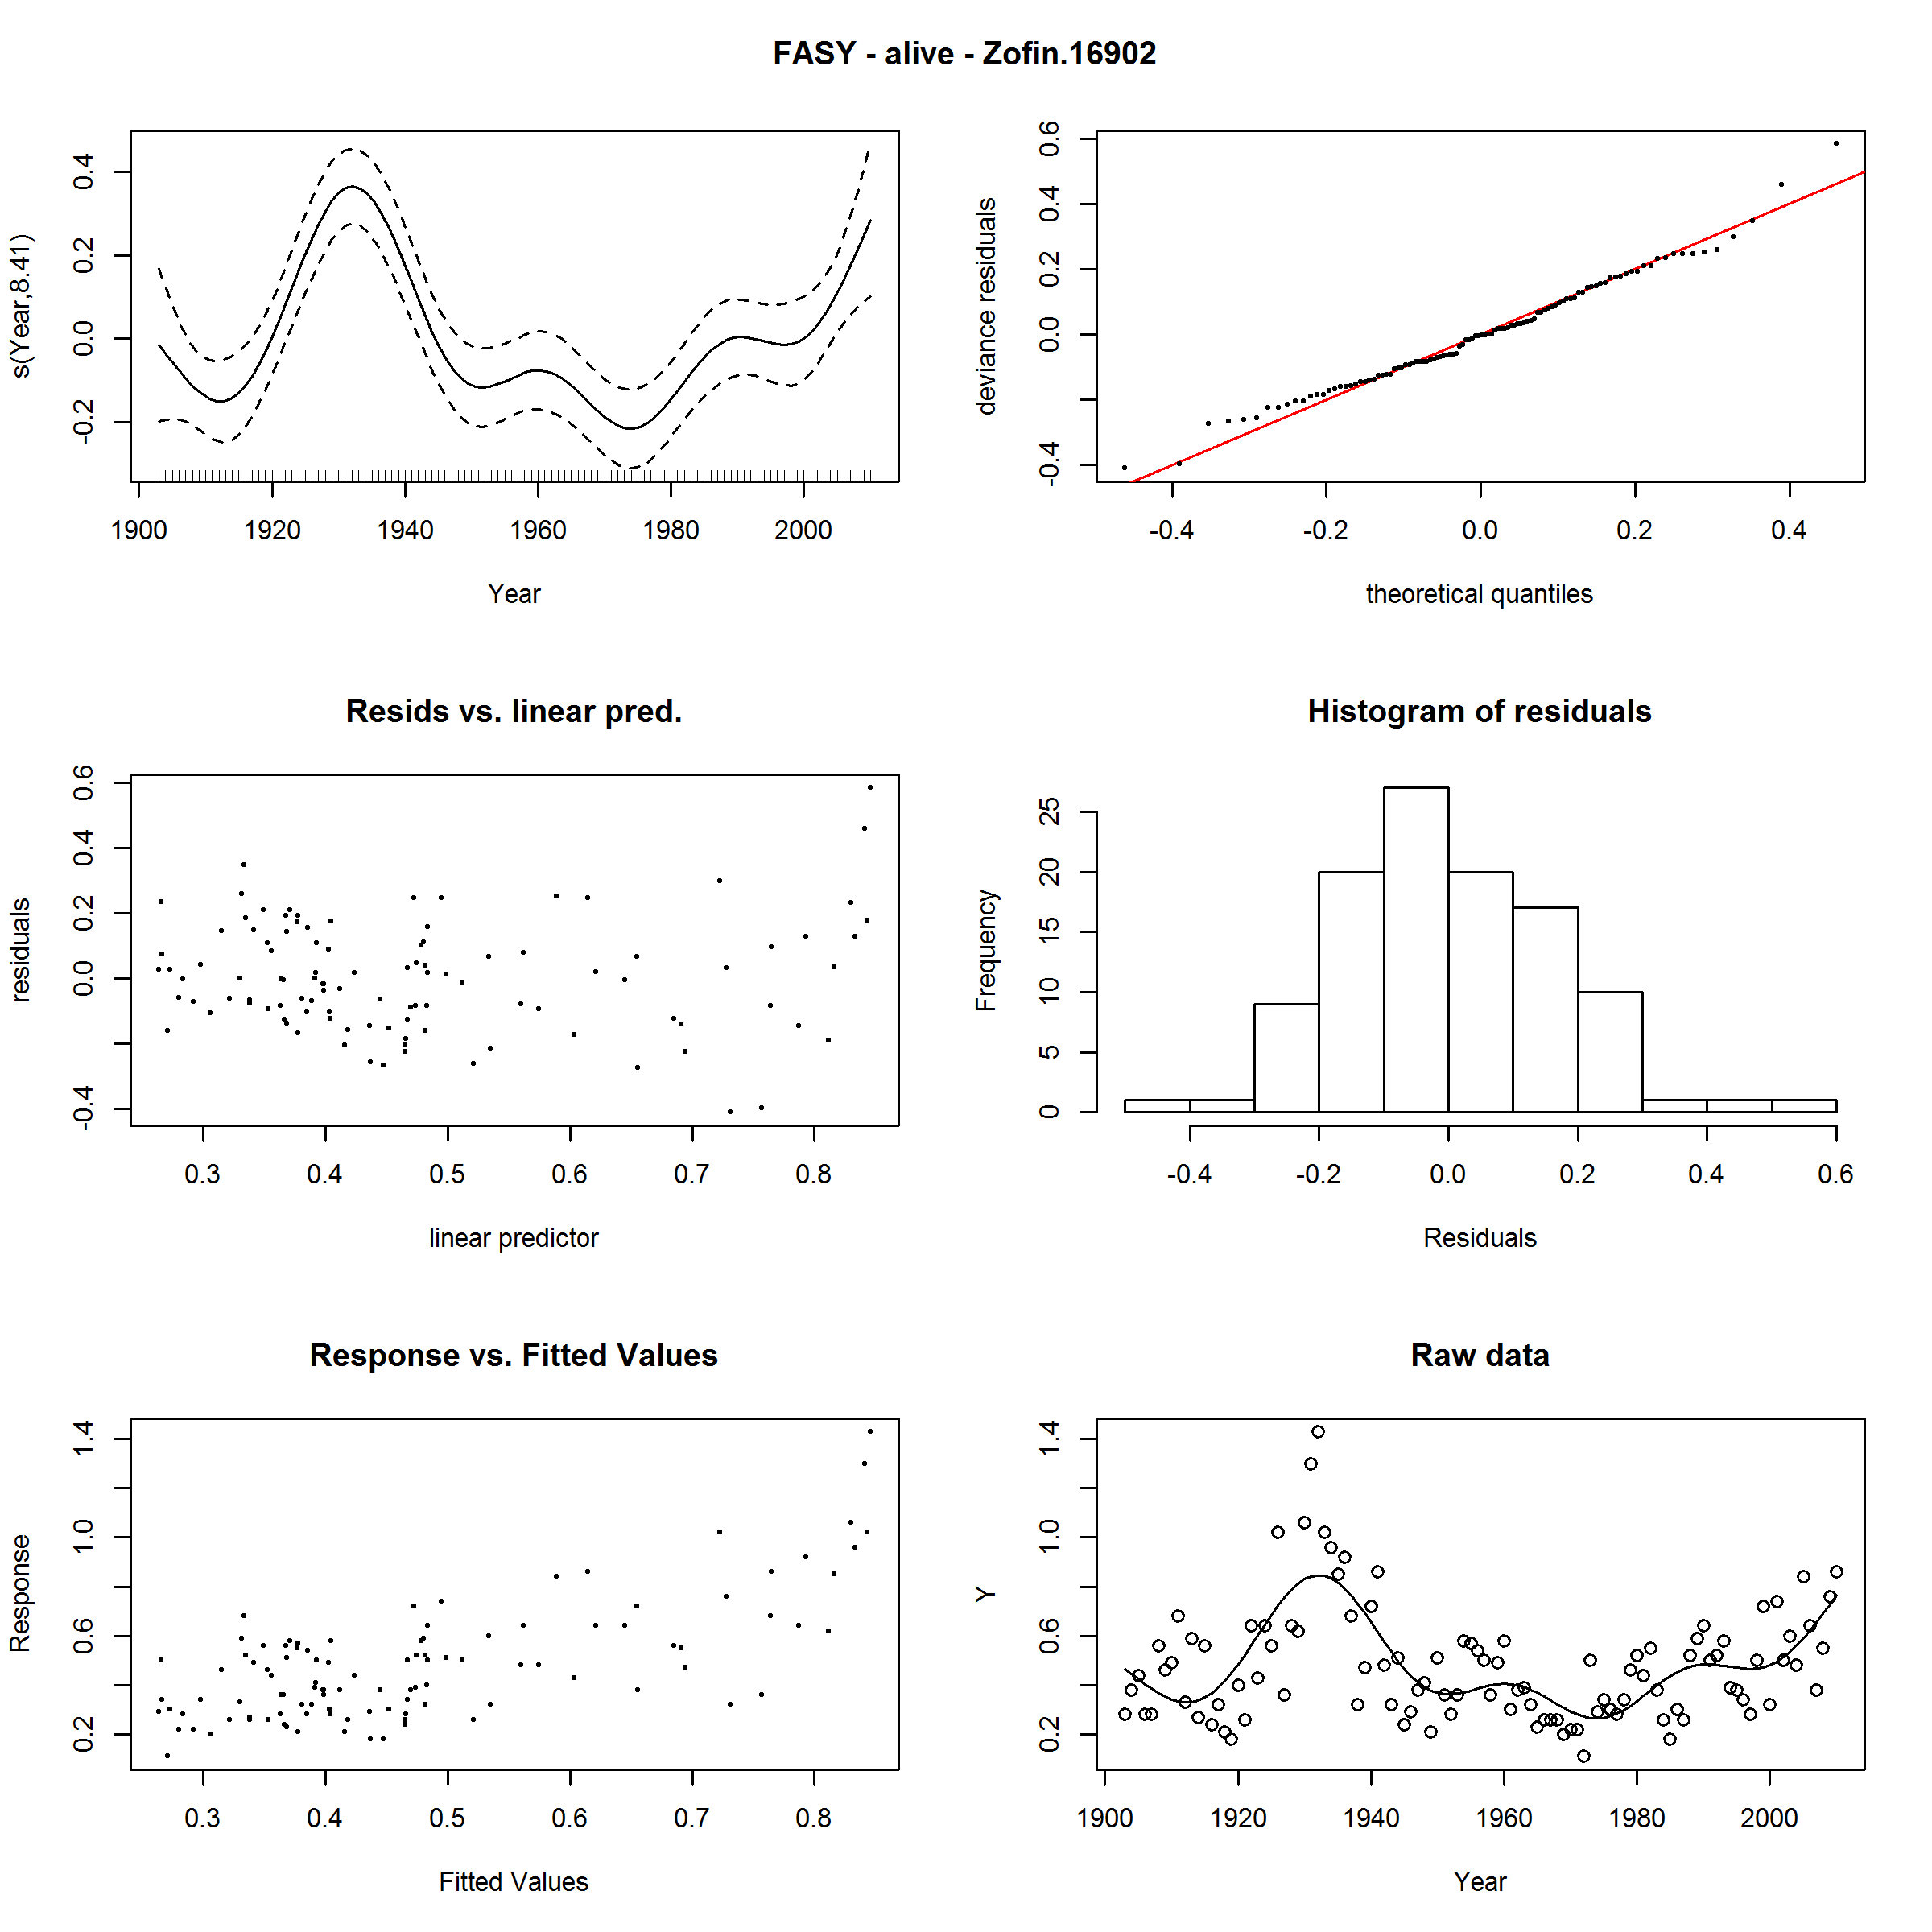 FASY - alive - Zofin.16902
s(Year,8.41)
0.4
0.2
0.0
-0.2
1900 1920 1940 1960 1980 2000
Year
deviance residuals
0.6
0.4
0.2
0.0
-0.4
-0.4 -0.2 0.0 0.2 0.4
theoretical quantiles
Resids vs. linear pred.
residuals
0.6
0.4
0.2
0.0
-0.4
0.3 0.4 0.5 0.6 0.7 0.8
linear predictor
Histogram of residuals
Frequency
25
20
15
10
5
0
-0.4 -0.2 0.0 0.2 0.4 0.6
Residuals
Response vs. Fitted Values
Response
1.4
1.0
0.6
0.2
0.3 0.4 0.5 0.6 0.7 0.8
Fitted Values
Raw data
Y
1.4
1.0
0.6
0.2
1900 1920 1940 1960 1980 2000
Year